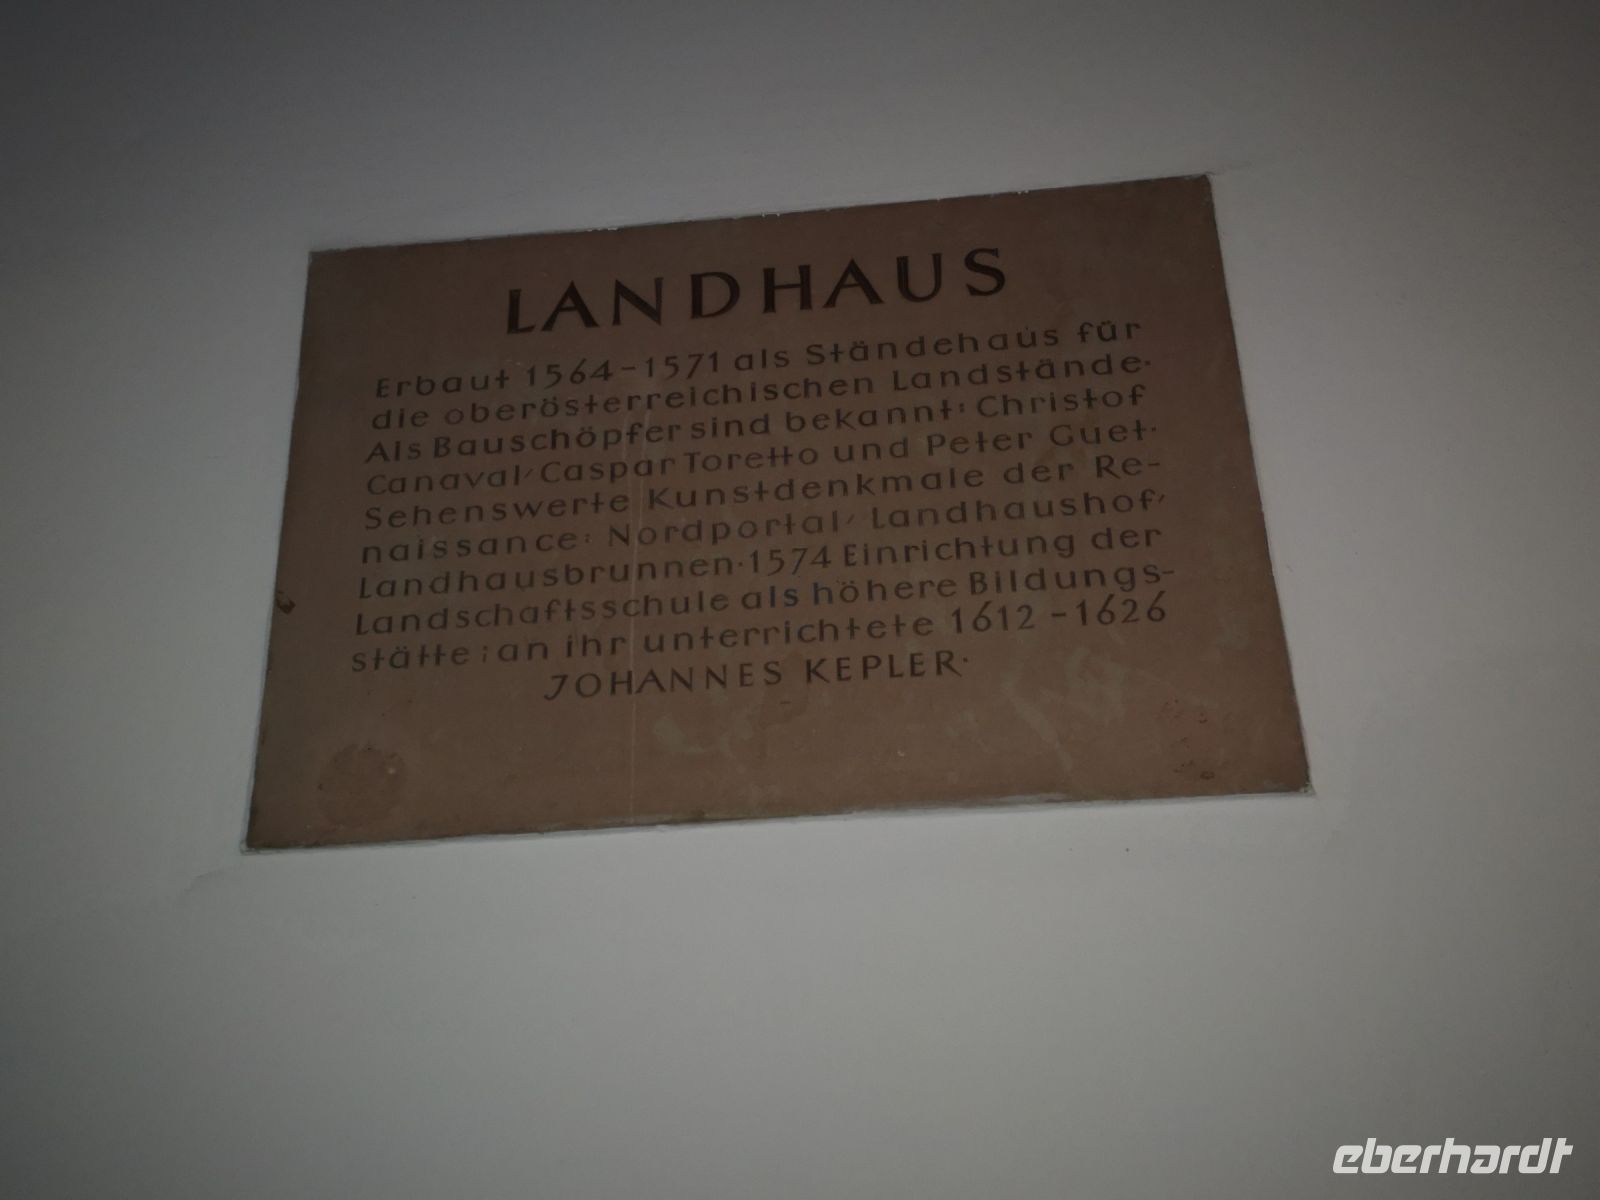 LANDHAUS
Erbaut 1564-1571 als Ständehaus für
die oberösterreichischen Landstände.
Als Bauschöpfer sind bekannt: Christof
Canaval, Caspar Toretto und Peter Guet.
Sehenswerte Kunstdenkmale der Re-
naissance: Nordportal, Landhaushof,
Landhausbrunnen. 1574 Einrichtung der
Landschaftsschule als höhere Bildungs-
stätte; an ihr unterrichtete 1612-1626
JOHANNES KEPLER.
eberhardt